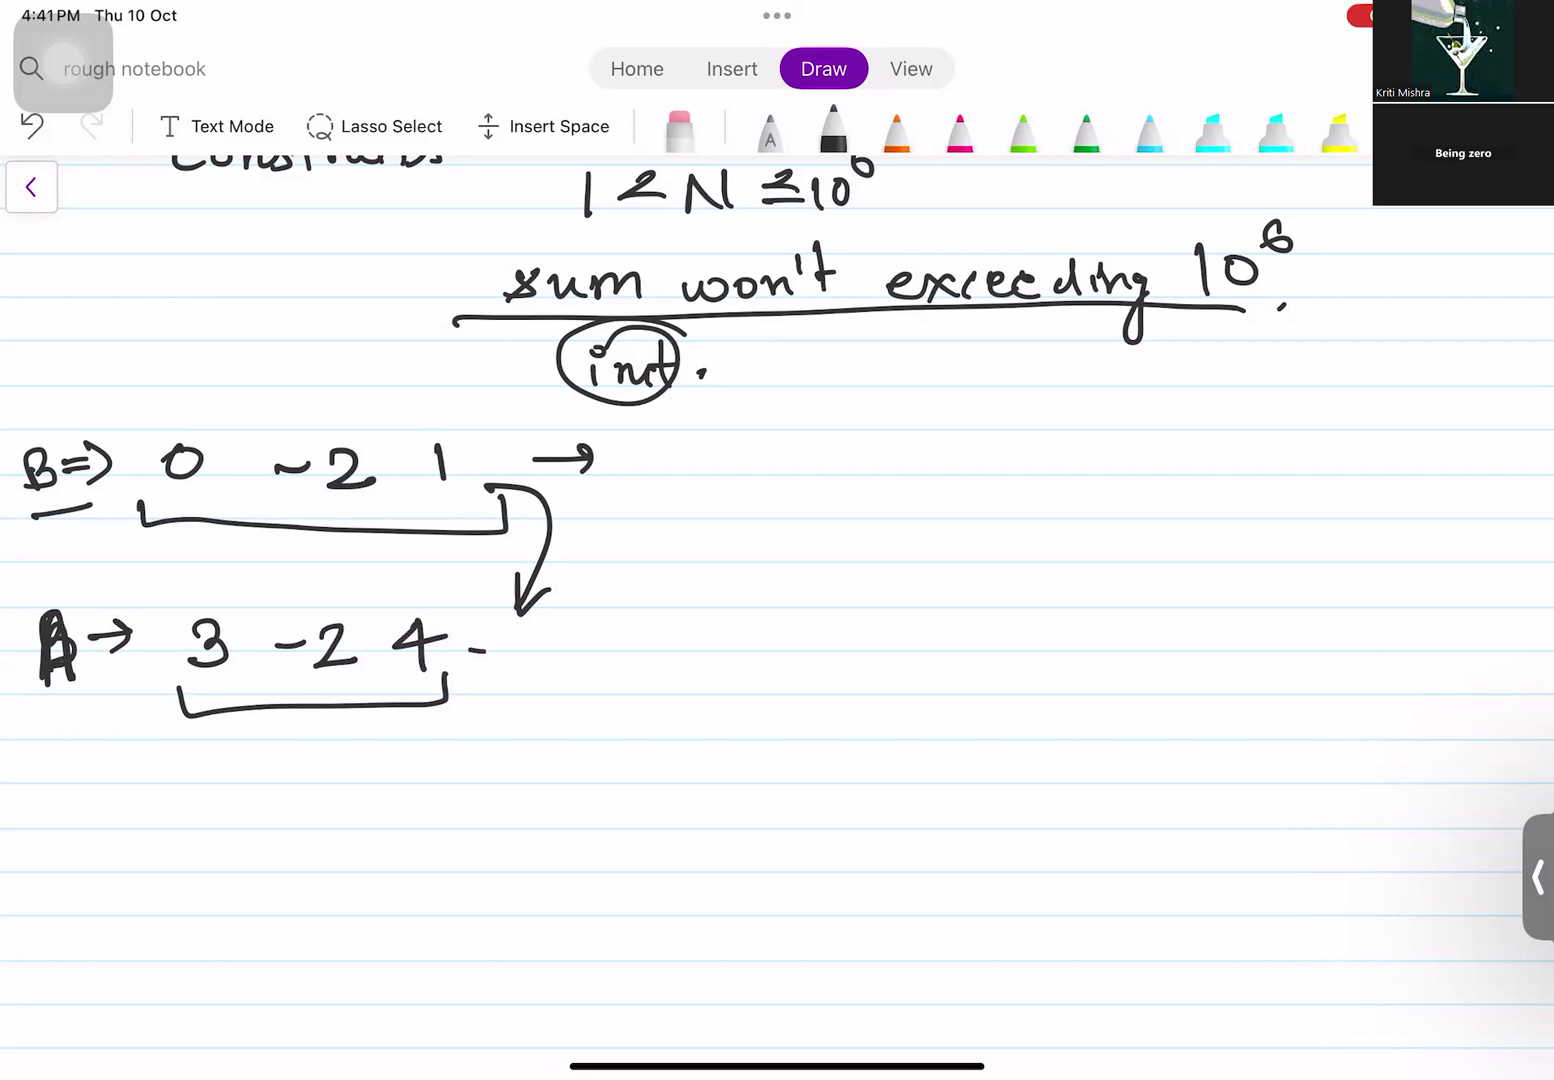 4:41 PM Thu 10 Oct
rough notebook
Home Insert Draw View
Text Mode Lasso Select Insert Space
Kriti Mishra
Being zero
1 < N ≤ 10
sum won't exceeding 10^6.
int.
B => 0 ~2 1 →
A → 3 -2 4 -